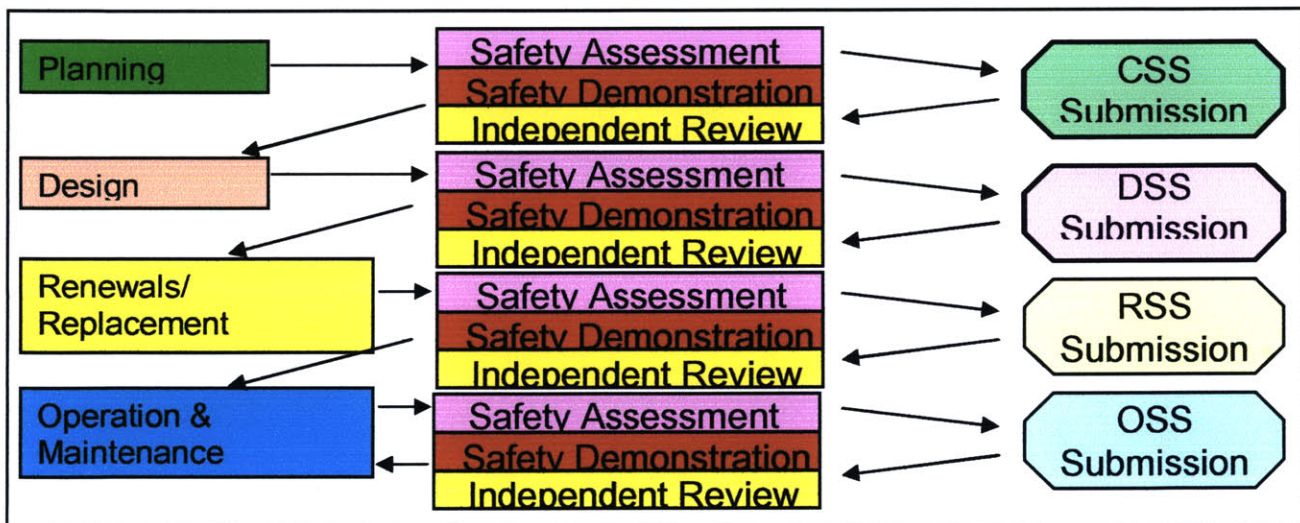 Planning
Safety Assessment
Safety Demonstration
Independent Review
CSS
Submission
Design
Safety Assessment
Safety Demonstration
Independent Review
DSS
Submission
Renewals/
Replacement
Safety Assessment
Safety Demonstration
Independent Review
RSS
Submission
Operation &
Maintenance
Safety Assessment
Safety Demonstration
Independent Review
OSS
Submission